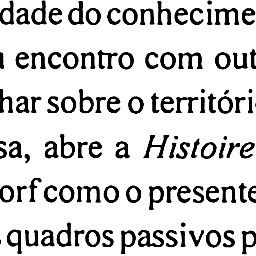 dade do conhecime
encontro com out
har sobre o territóri
sa, abre a Histoire
orf como o presente
quadros passivos p